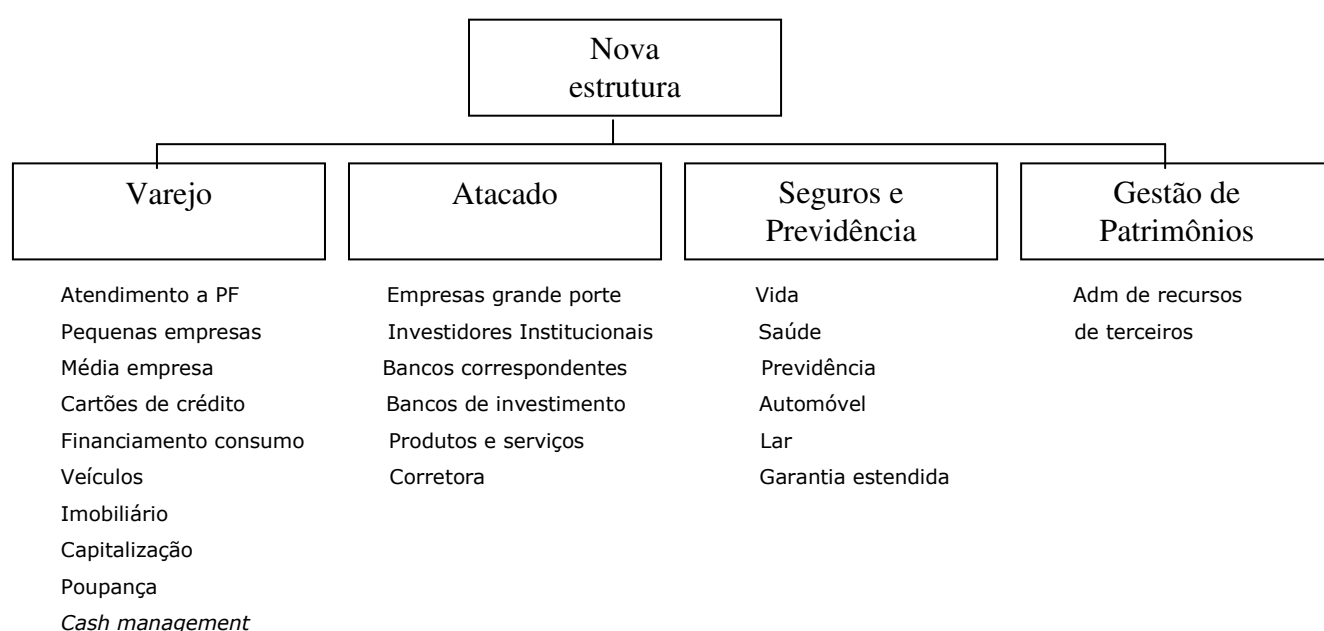 Nova
estrutura
Varejo
Atacado
Seguros e
Previdência
Gestão de
Patrimônios
Atendimento a PF
Pequenas empresas
Média empresa
Cartões de crédito
Financiamento consumo
Veículos
Imobiliário
Capitalização
Poupança
Cash management
Empresas grande porte
Investidores Institucionais
Bancos correspondentes
Bancos de investimento
Produtos e serviços
Corretora
Vida
Saúde
Previdência
Automóvel
Lar
Garantia estendida
Adm de recursos
de terceiros